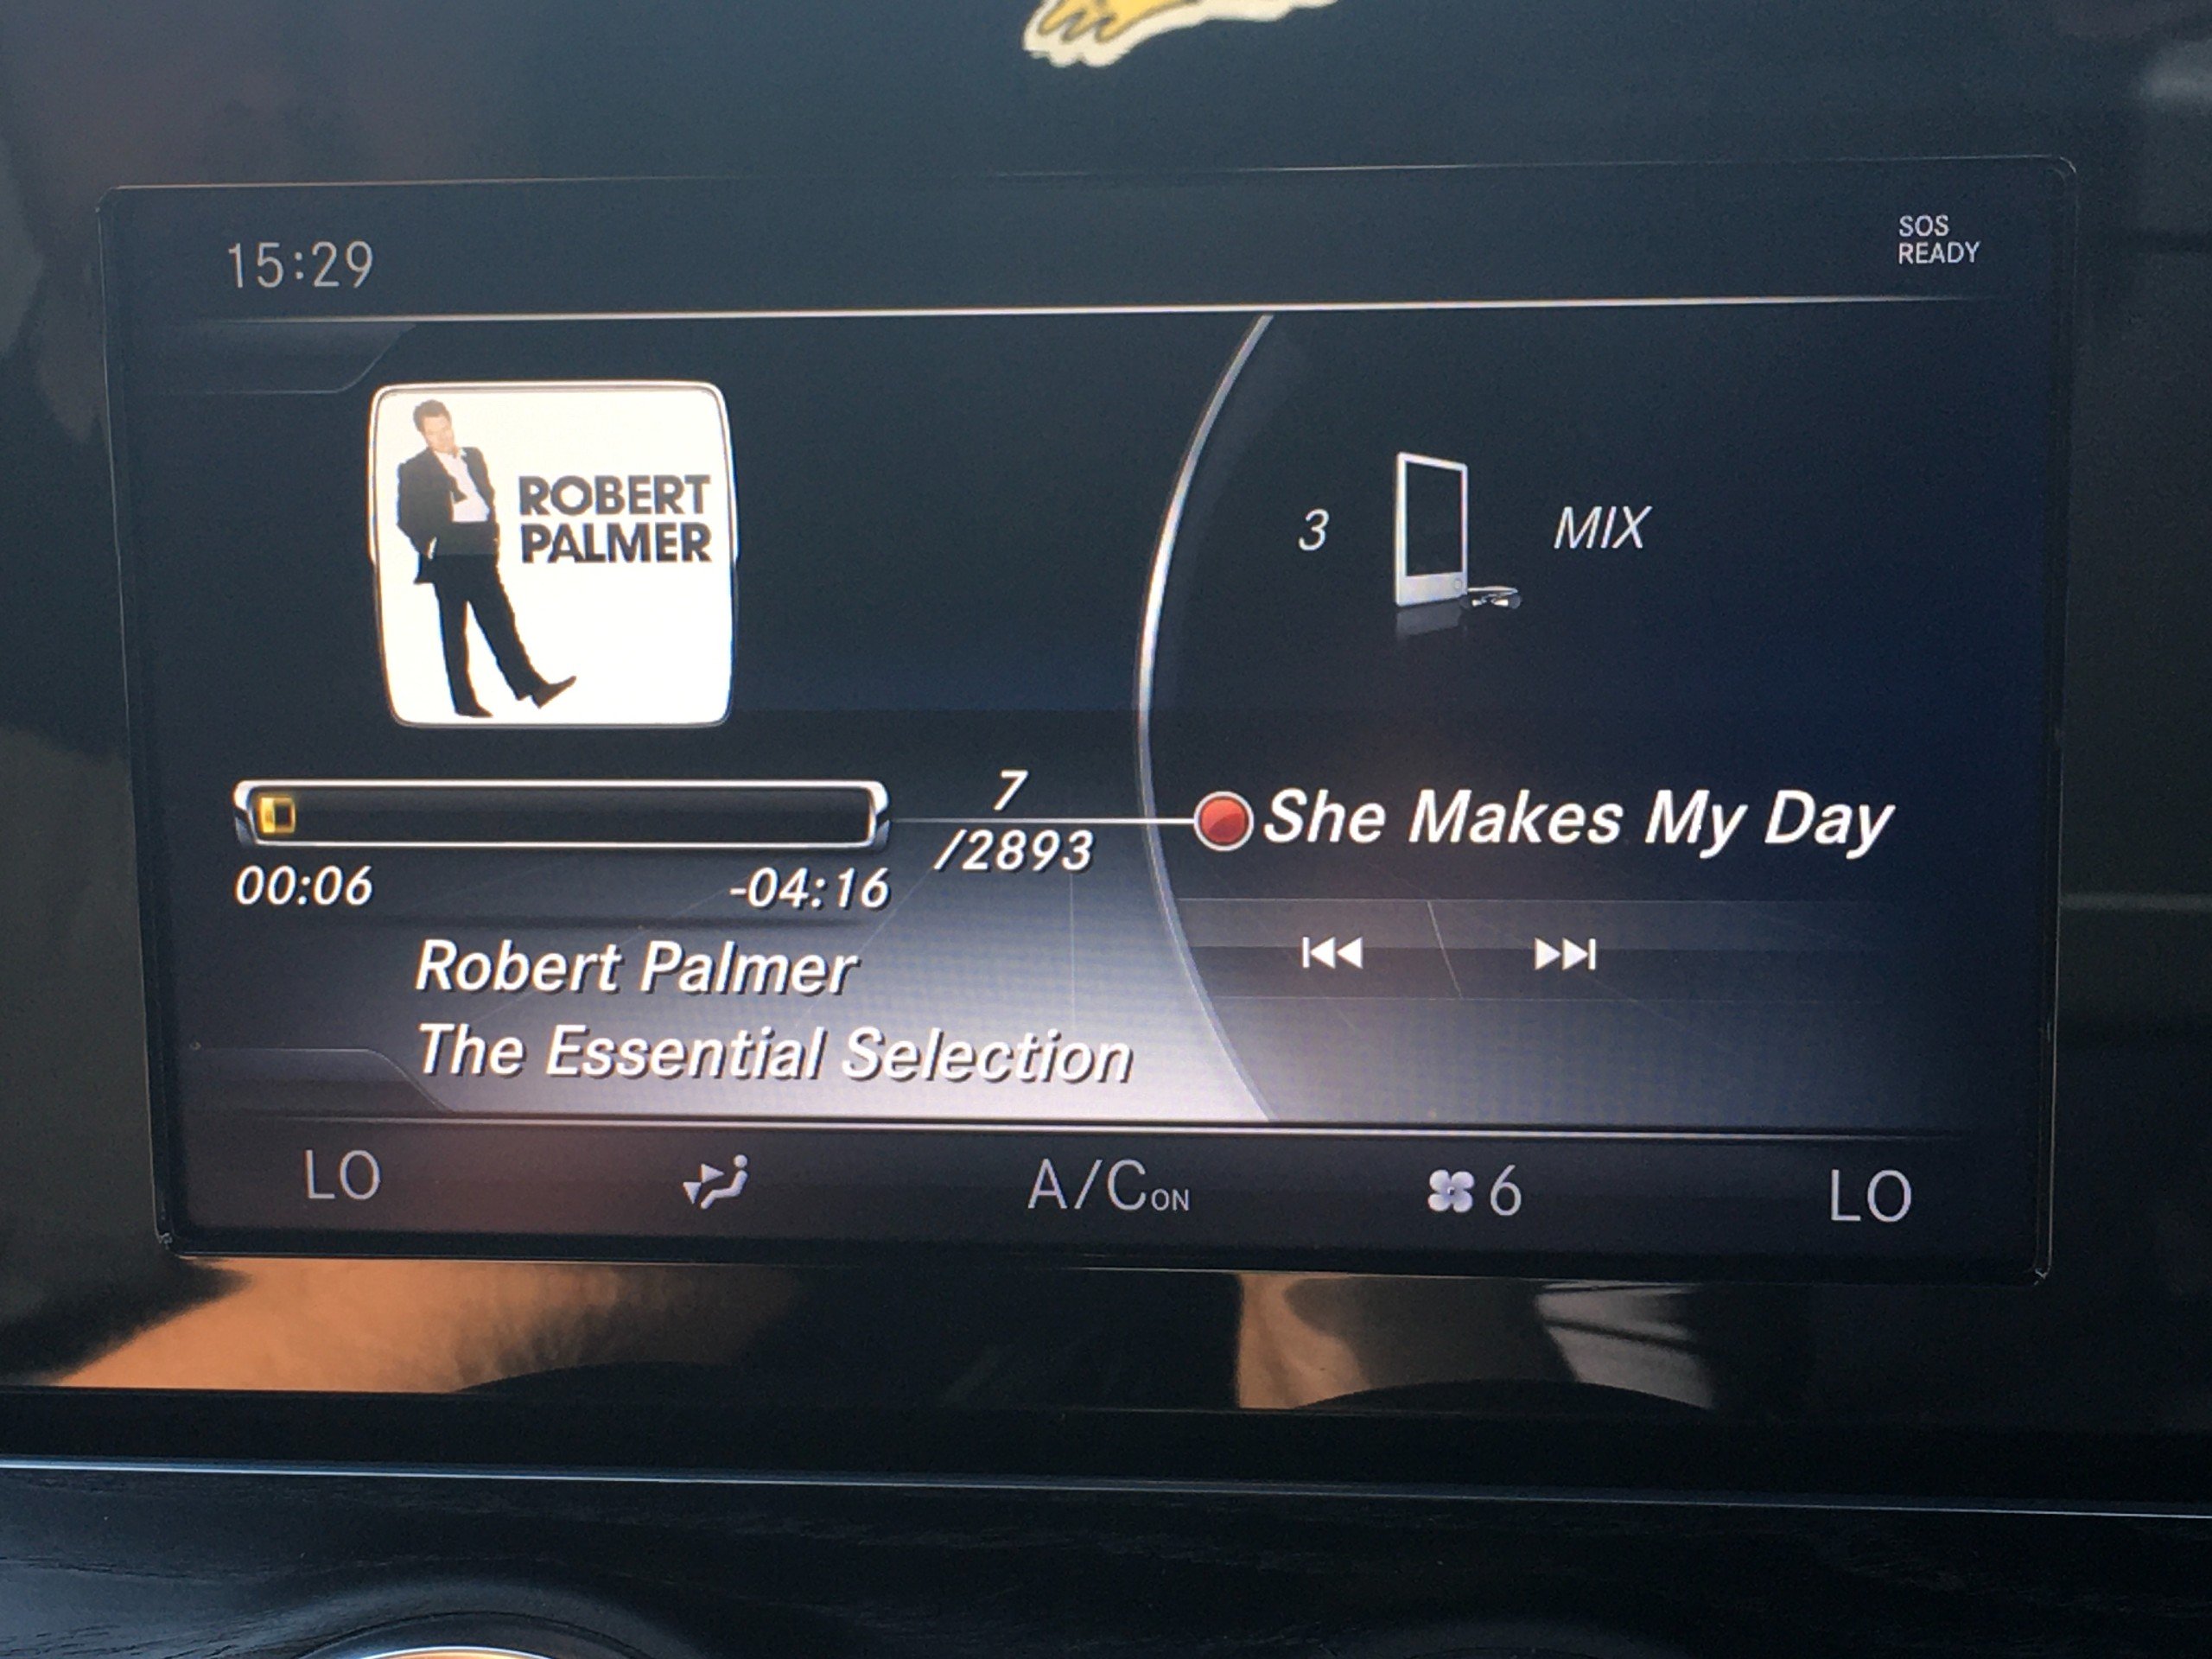 15:29
SOS
READY
ROBERT
PALMER
3
MIX
7
/2893
She Makes My Day
00:06
-04:16
Robert Palmer
The Essential Selection
LO
A/C ON
6
LO